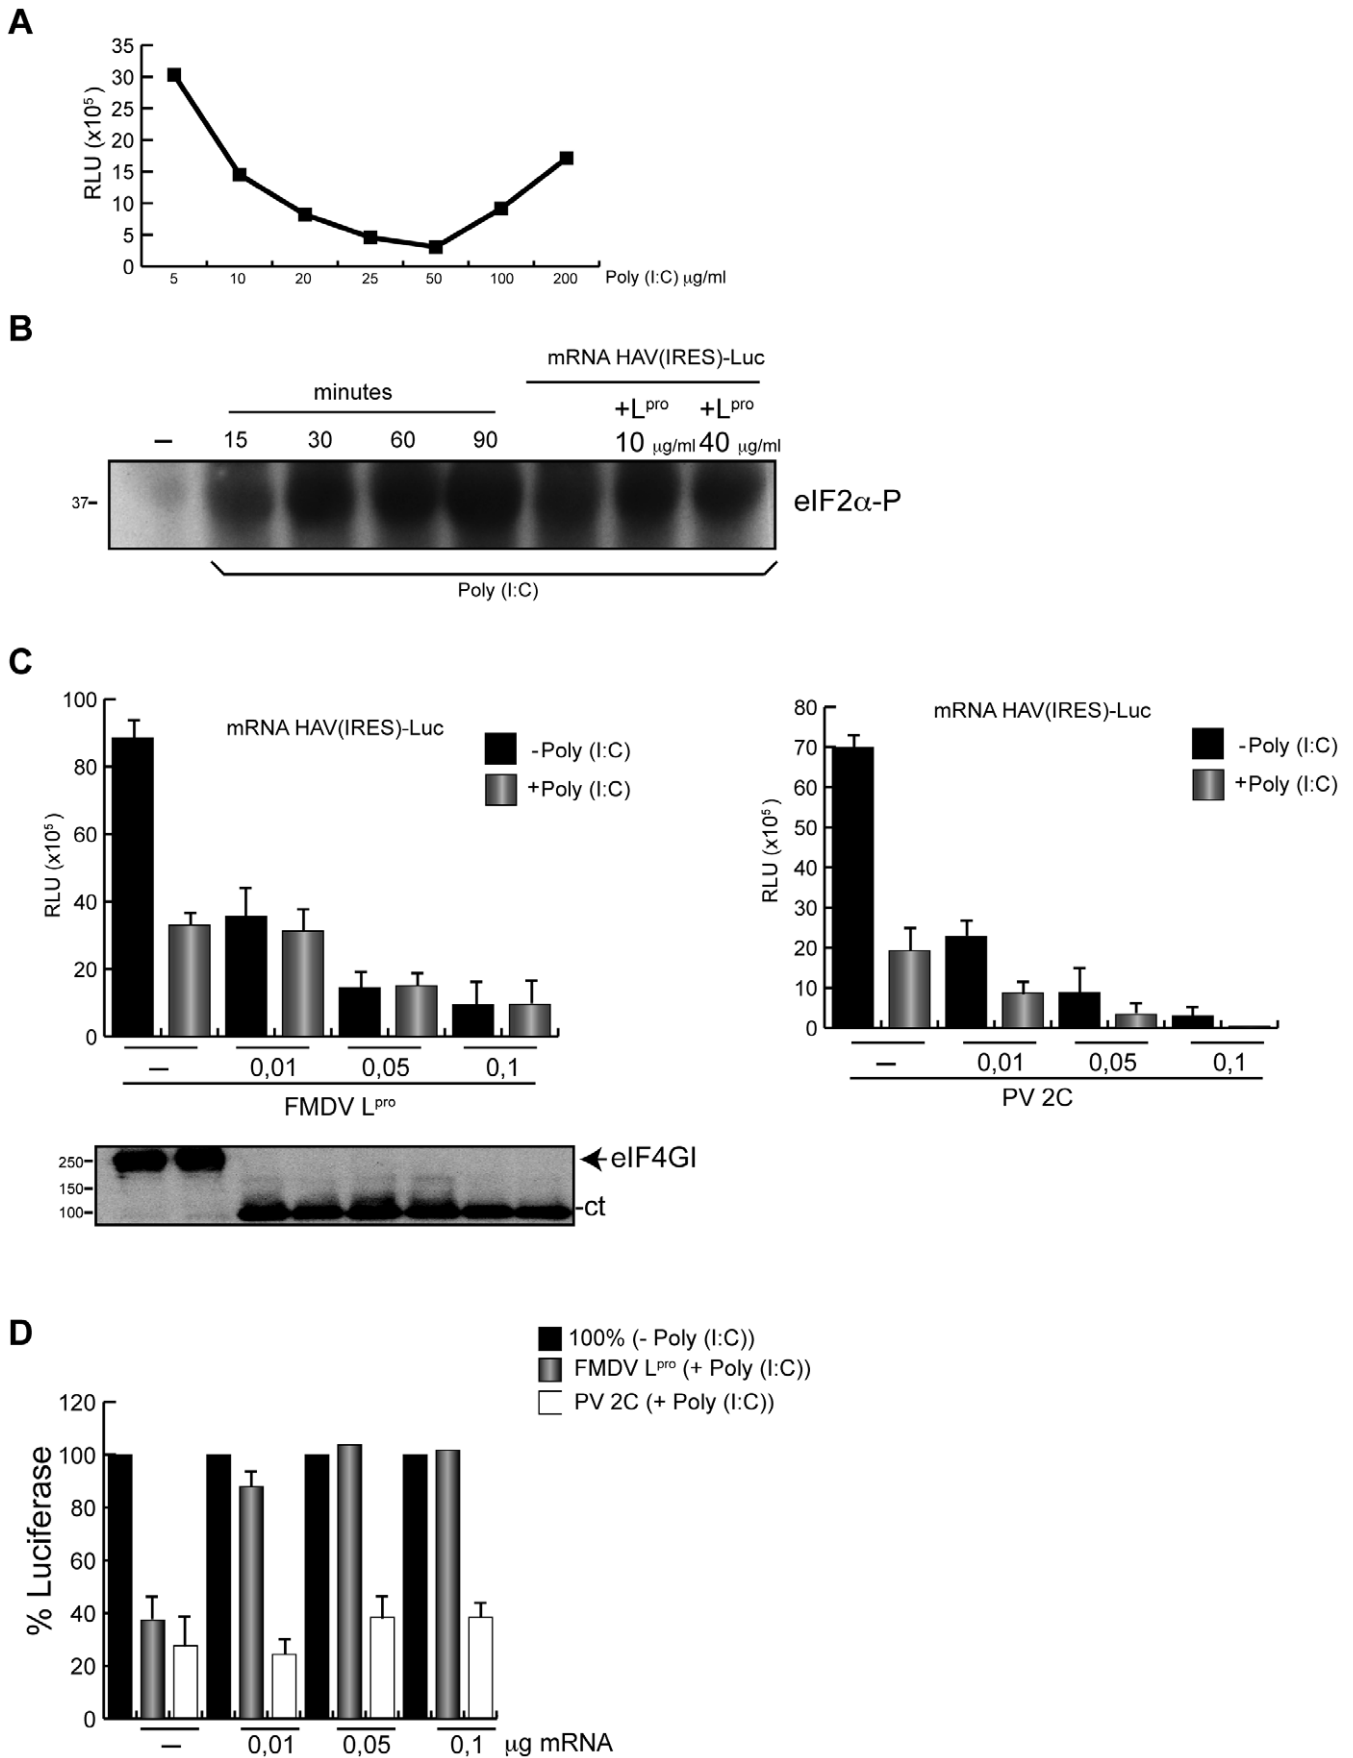 A
35
30
25
20
15
10
5
0
RLU (x10⁵)
5 10 20 25 50 100 200 Poly (I:C) µg/ml
B
mRNA HAV(IRES)-Luc
minutes
+Lᵖʳᵒ +Lᵖʳᵒ
– 15 30 60 90 10 µg/ml 40 µg/ml
37–
eIF2α-P
Poly (I:C)
C
100
80
60
40
20
0
RLU (x10⁵)
mRNA HAV(IRES)-Luc
-Poly (I:C)
+Poly (I:C)
– 0,01 0,05 0,1
FMDV Lᵖʳᵒ
250–
150–
100–
eIF4GI
-ct
80
70
60
50
40
30
20
10
0
RLU (x10⁵)
mRNA HAV(IRES)-Luc
-Poly (I:C)
+Poly (I:C)
– 0,01 0,05 0,1
PV 2C
D
100% (- Poly (I:C))
FMDV Lᵖʳᵒ (+ Poly (I:C))
PV 2C (+ Poly (I:C))
120
100
80
60
40
20
0
% Luciferase
– 0,01 0,05 0,1 µg mRNA